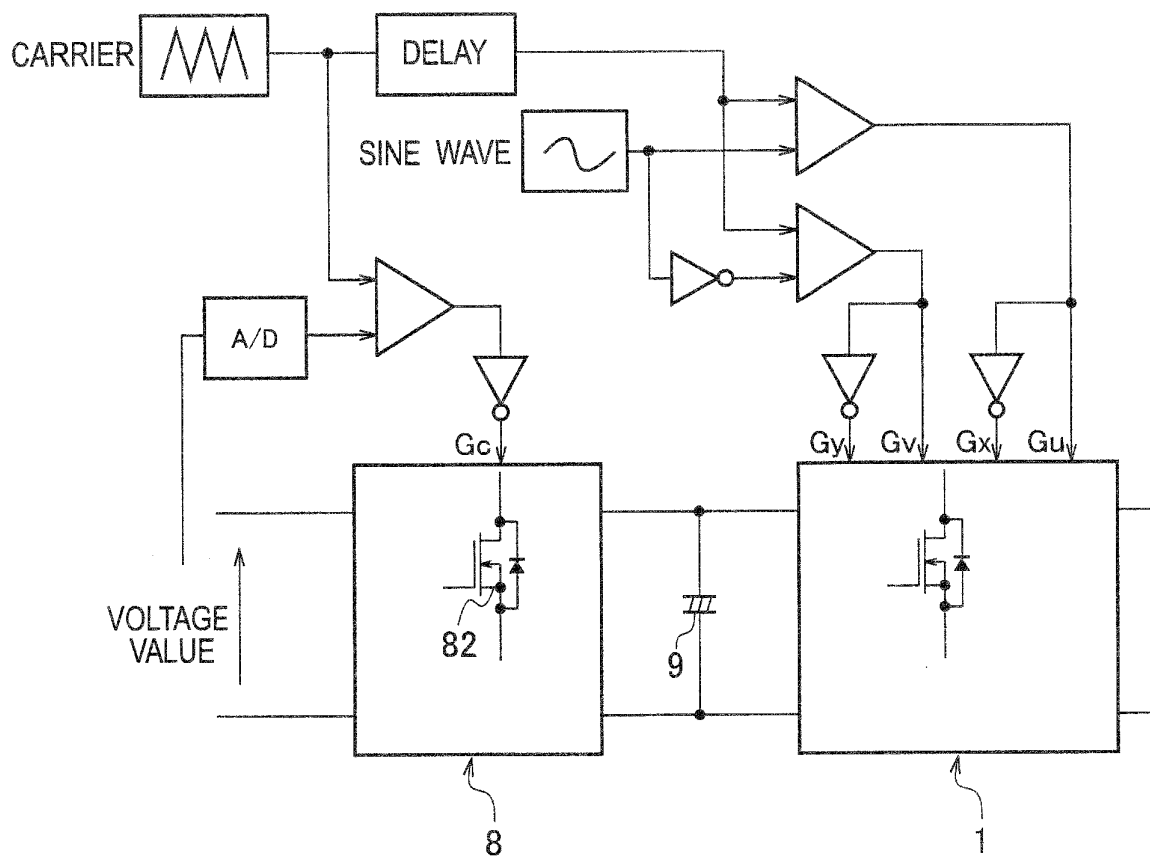 CARRIER
DELAY
SINE WAVE
A/D
Gc
Gy Gv Gx Gu
VOLTAGE
VALUE
82
9
8
1